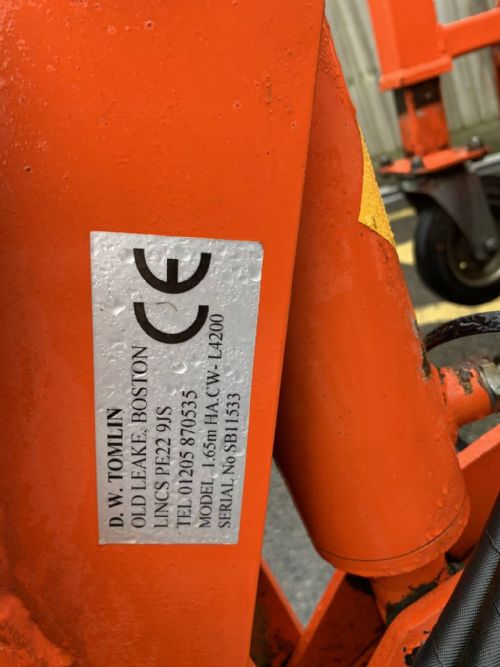 D. W. TOMLIN
OLD LEAKE, BOSTON
LINCS PE22 9JS
TEL 01205 870535
MODEL 1.65m HA.CW- L4200
SERIAL No SB11533
CE